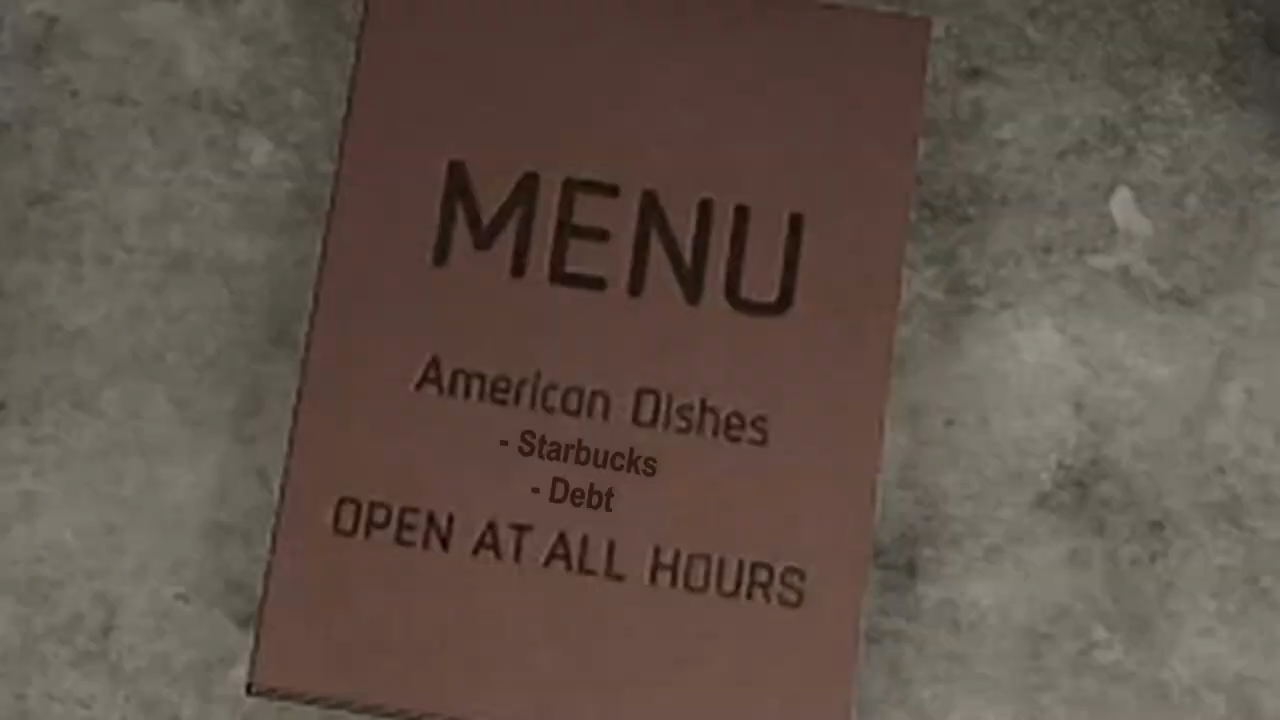 MENU
American Dishes
- Starbucks
- Debt
OPEN AT ALL HOURS